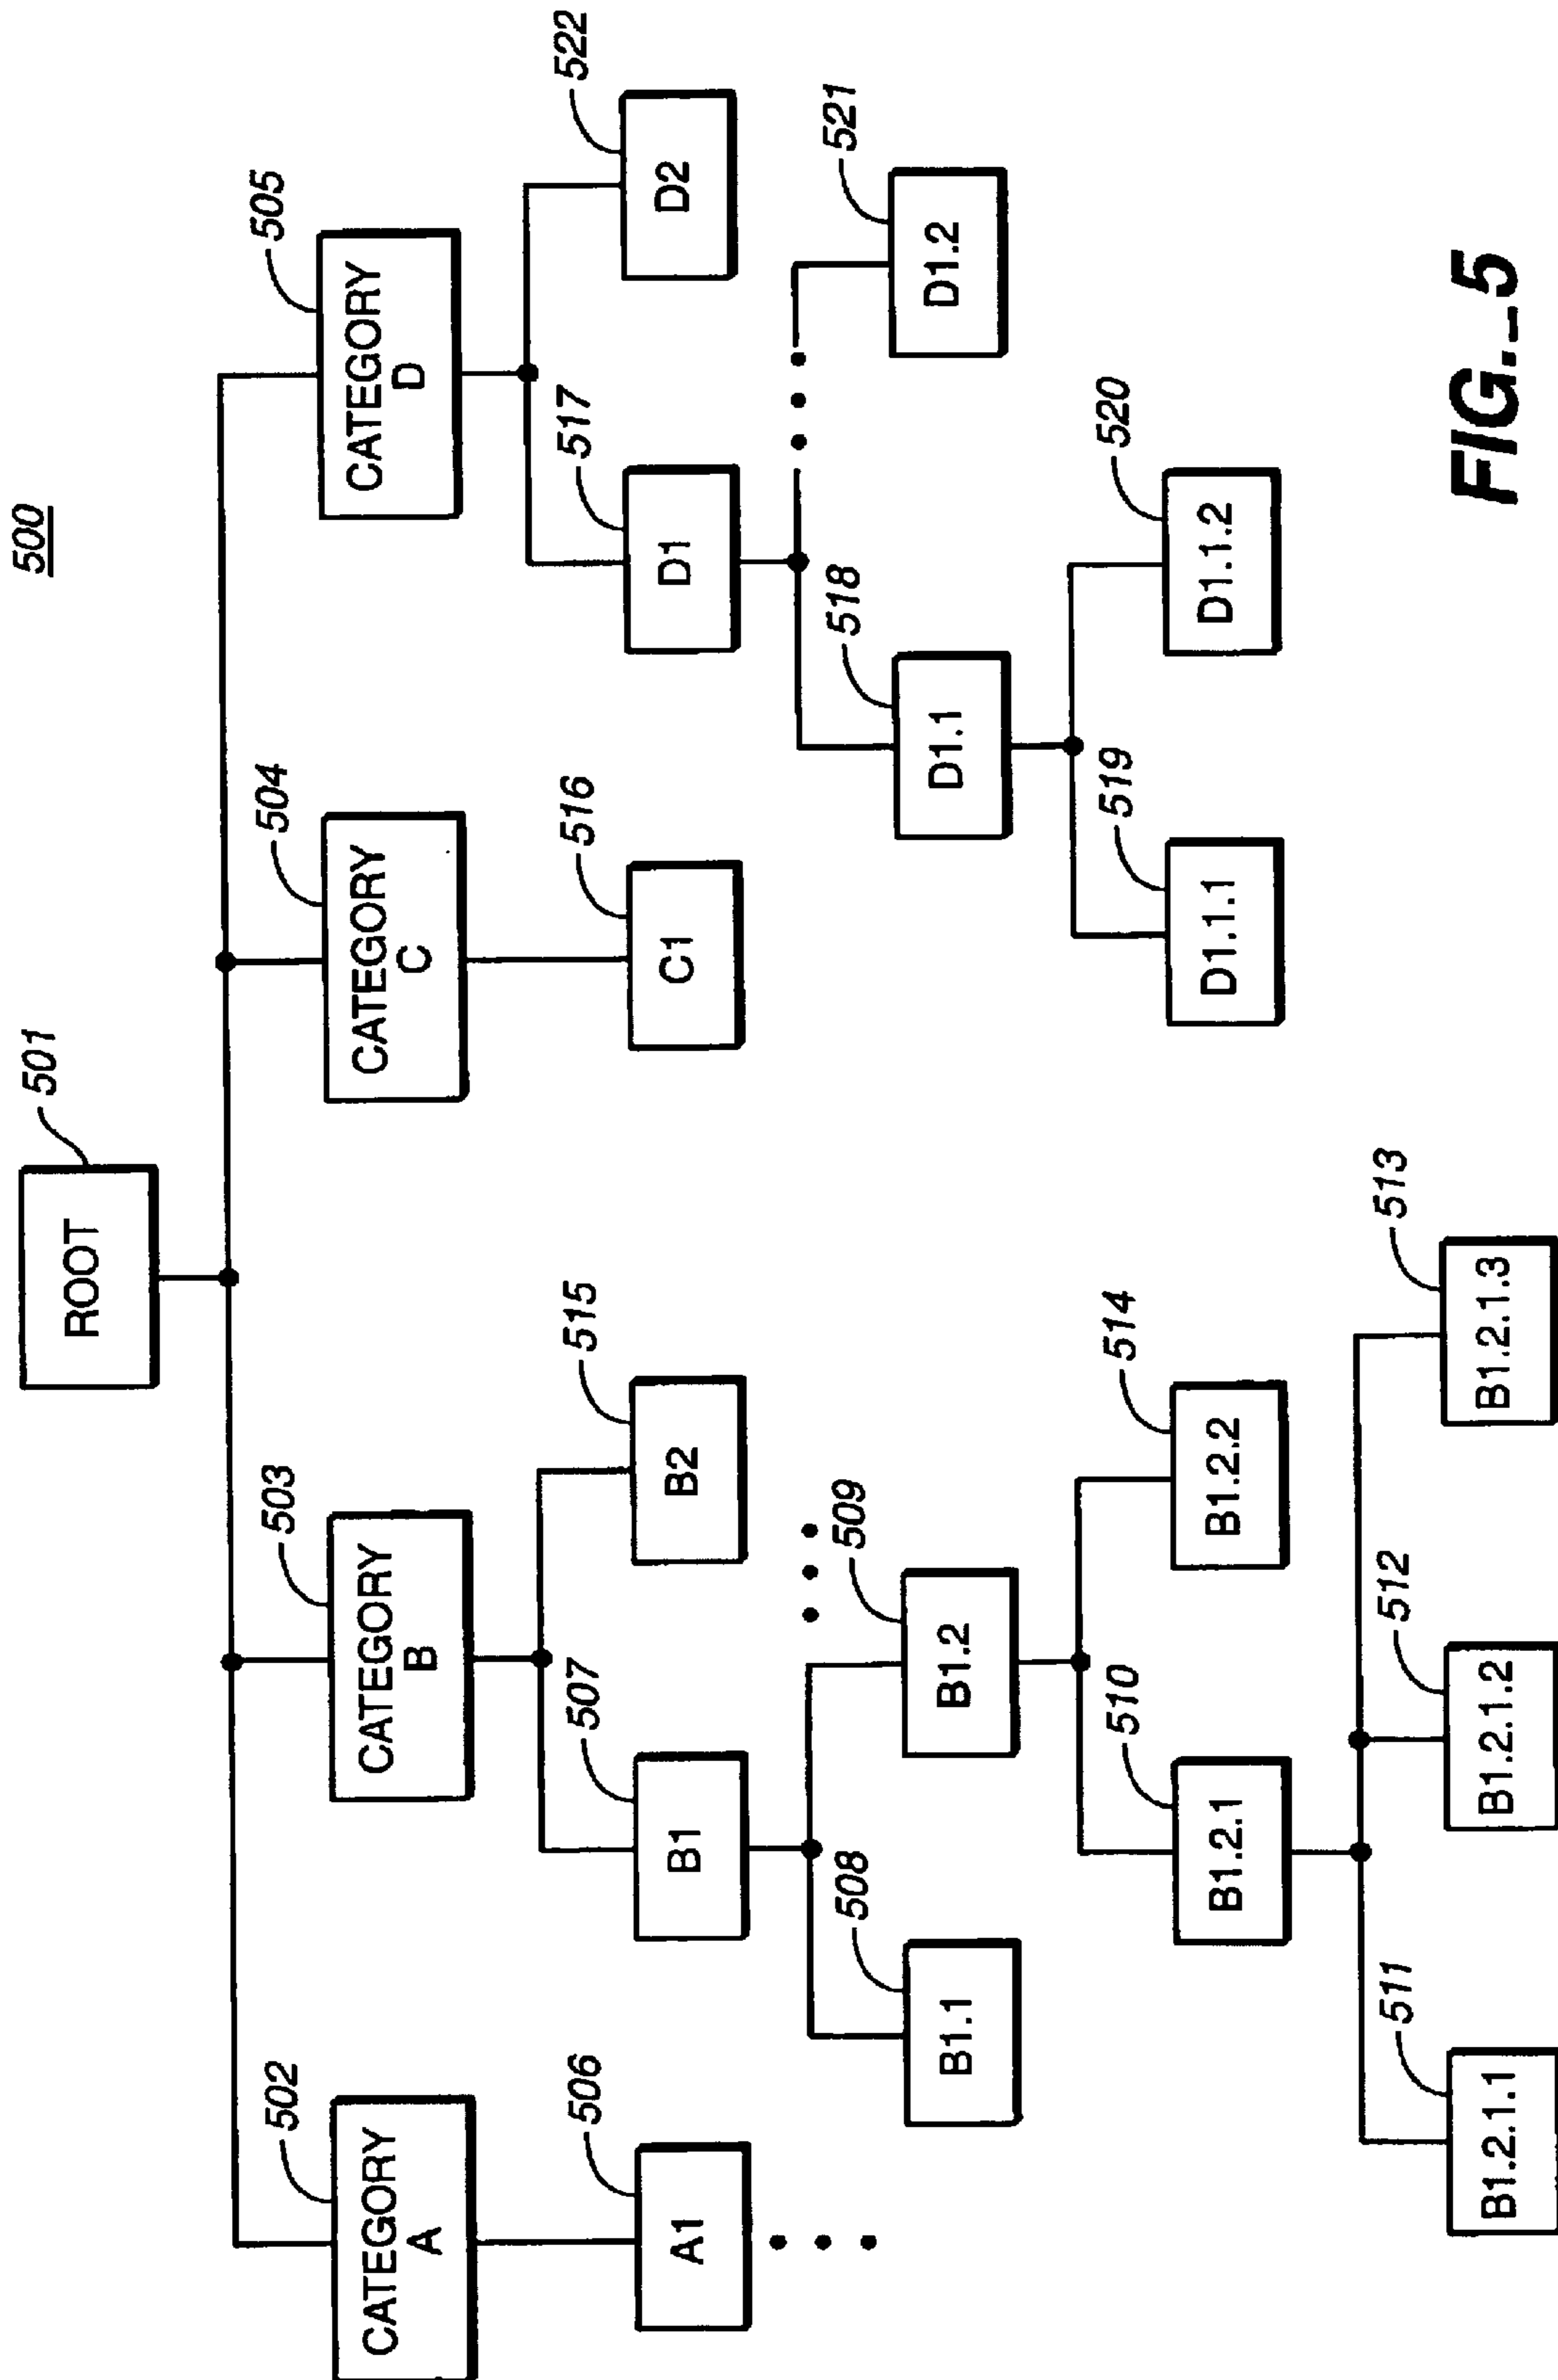 500
ROOT
501
CATEGORY
A
502
CATEGORY
B
503
CATEGORY
C
504
CATEGORY
D
505
A1
506
B1
507
B2
515
C1
516
D1
517
D2
522
B1.1
508
B1.2
509
D1.1
518
D1.2
521
B1.2.1
510
B1.2.2
514
D1.1.1
519
D1.1.2
520
B1.2.1.1
511
B1.2.1.2
512
B1.2.1.3
513
FIG._5